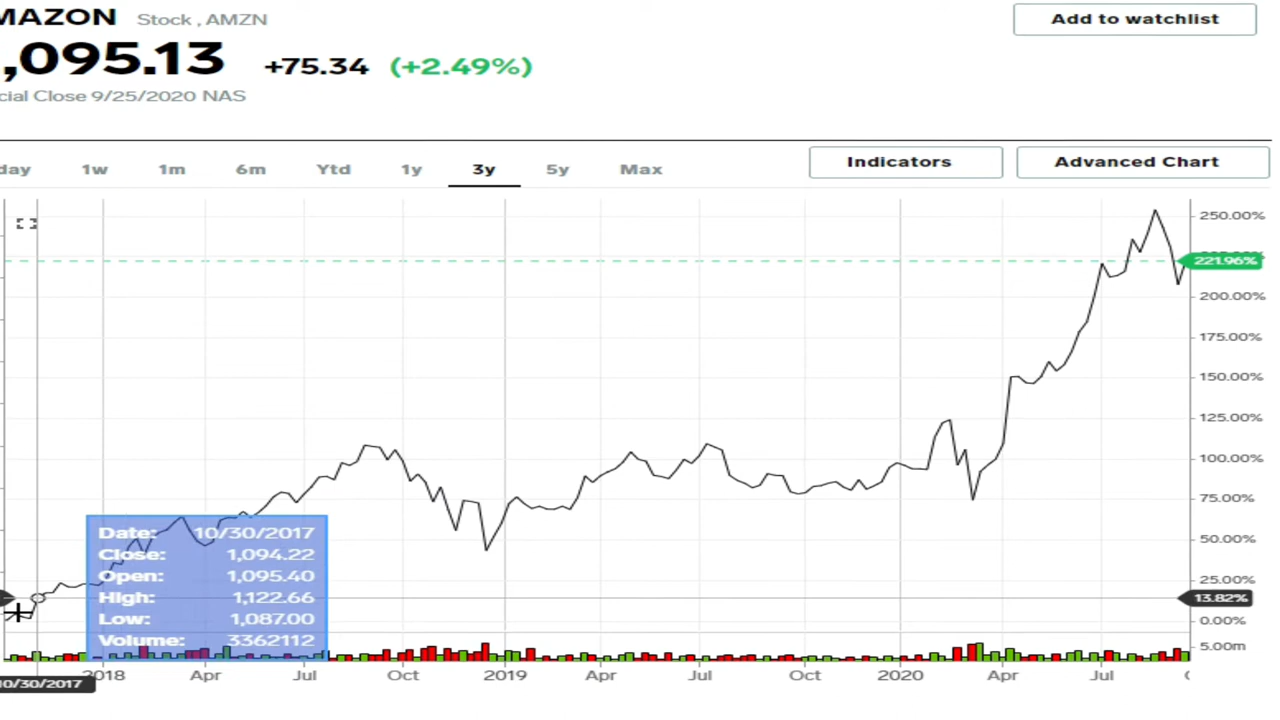 MAZON Stock , AMZN Add to watchlist
,095.13 +75.34 (+2.49%)
cial Close 9/25/2020 NAS
day 1w 1m 6m Ytd 1y 3y 5y Max Indicators Advanced Chart
250.00%
221.96%
200.00%
175.00%
150.00%
125.00%
100.00%
75.00%
50.00%
25.00%
13.82%
0.00%
5.00m
Date: 10/30/2017
Close: 1,094.22
Open: 1,095.40
High: 1,122.66
Low: 1,087.00
Volume: 3362112
2018 Apr Jul Oct 2019 Apr Jul Oct 2020 Apr Jul
10/30/2017